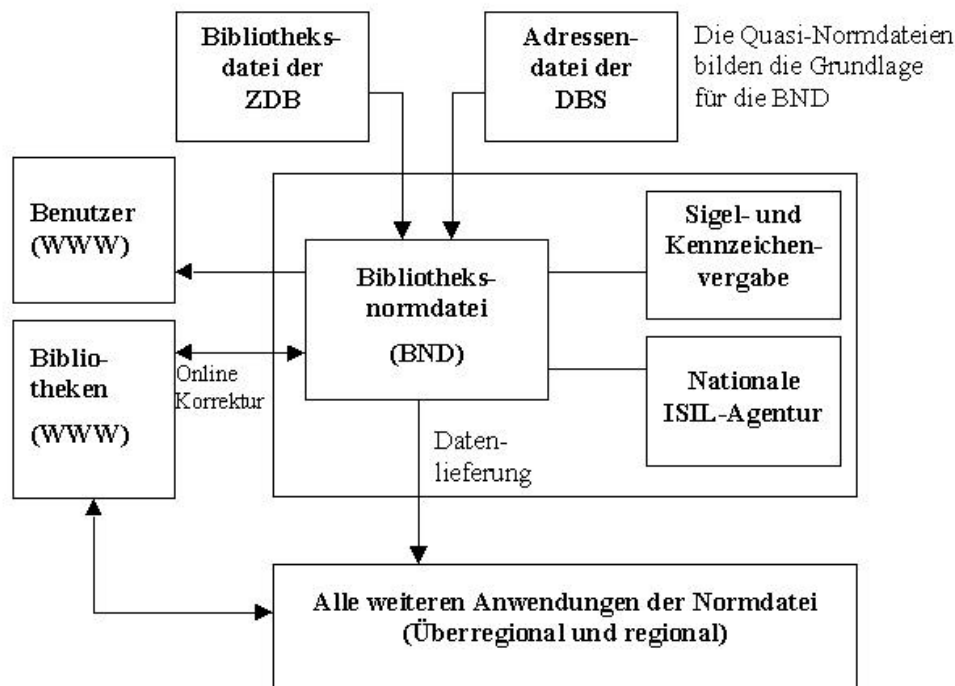 Bibliotheks-
datei der
ZDB
Adressen-
datei der
DBS
Die Quasi-Normdateien
bilden die Grundlage
für die BND
Benutzer
(WWW)
Sigel- und
Kennzeichen-
vergabe
Bibliotheks-
normdatei
(BND)
Biblio-
theken
(WWW)
Online
Korrektur
Nationale
ISIL-Agentur
Daten-
lieferung
Alle weiteren Anwendungen der Normdatei
(Überregional und regional)